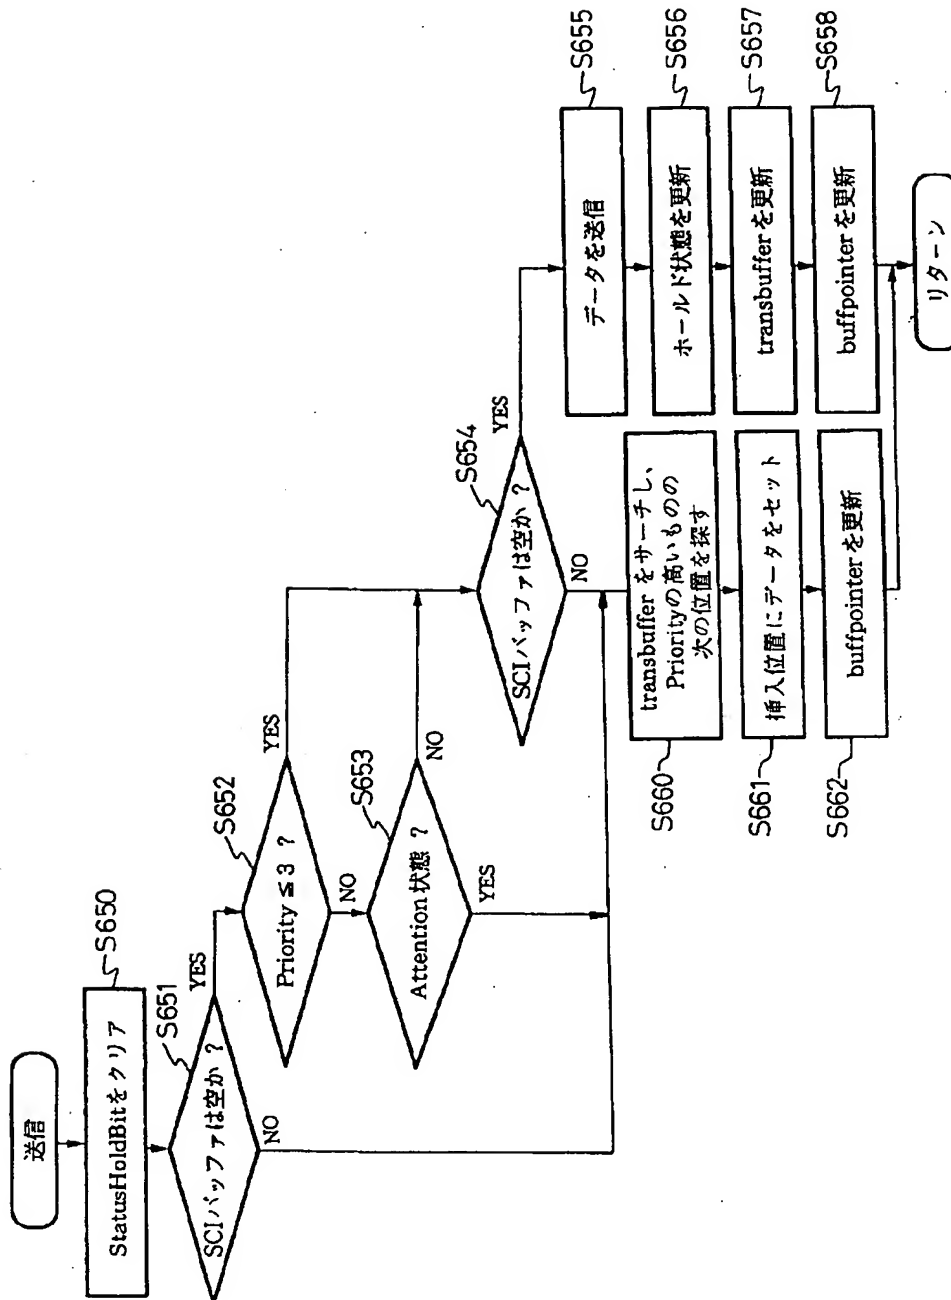 送信
StatusHoldBitをクリア
S650
SCIバッファは空か ?
S651
YES
NO
Priority ≦ 3 ?
S652
YES
NO
Attention 状態 ?
S653
NO
YES
SCIバッファは空か ?
S654
YES
NO
データを送信
S655
ホールド状態を更新
S656
transbufferを更新
S657
buffpointerを更新
S658
transbufferをサーチし、
Priorityの高いものの
次の位置を探す
S660
挿入位置にデータをセット
S661
buffpointerを更新
S662
リターン